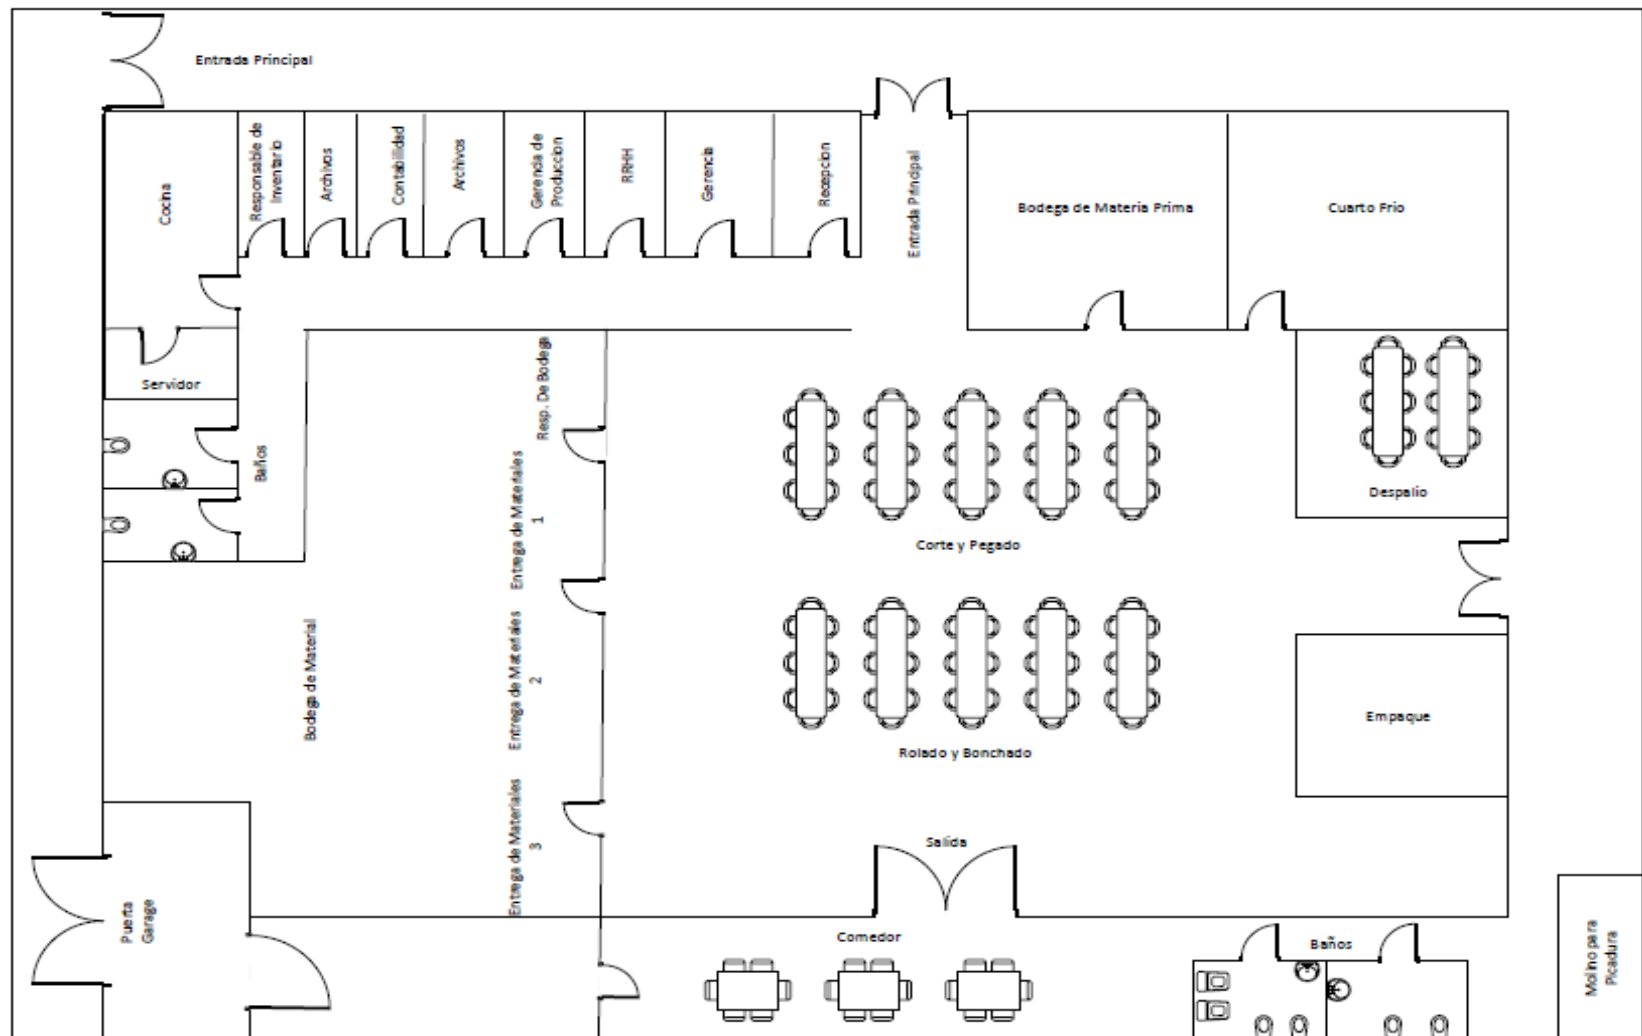 Entrada Principal
Cocina
Responsable de
Inventario
Archivos
Contabilidad
Archivos
Gerencia de
Produccion
RRHH
Gerencia
Recepcion
Entrada Principal
Bodega de Materia Prima
Cuarto Frio
Servidor
Baños
Resp. De Bodega
Entrega de Materiales
1
Despalio
Corte y Pegado
Bodega de Material
Entrega de Materiales
2
Empaque
Rolado y Bonchado
Entrega de Materiales
3
Salida
Puerta
Garage
Comedor
Baños
Molino para
Picadura